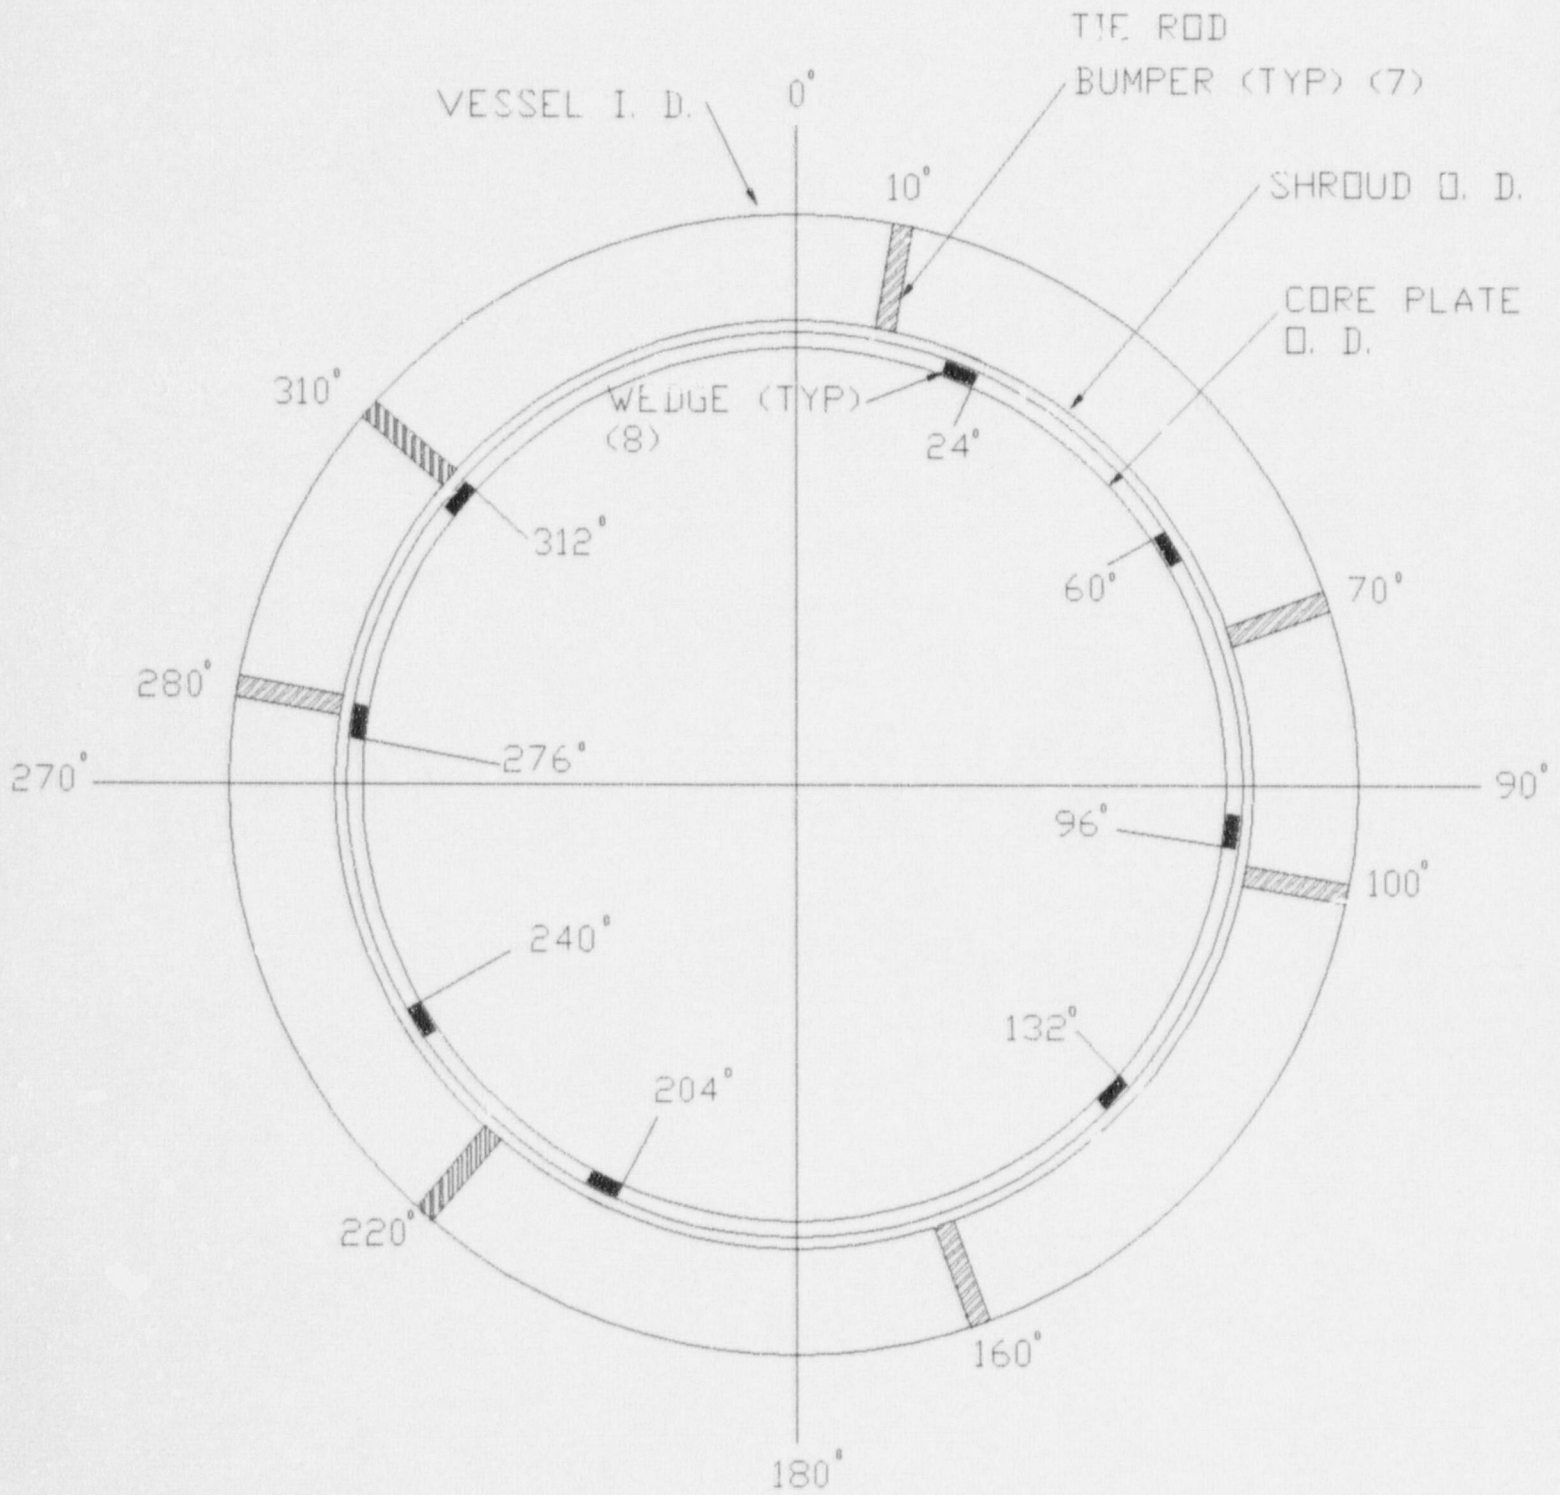 TIE ROD
BUMPER (TYP) (7)
VESSEL I. D.
0°
10°
SHROUD O. D.
CORE PLATE
O. D.
310°
WEDGE (TYP)
(8)
24°
312°
60°
70°
280°
276°
270°
90°
96°
100°
240°
132°
204°
220°
160°
180°